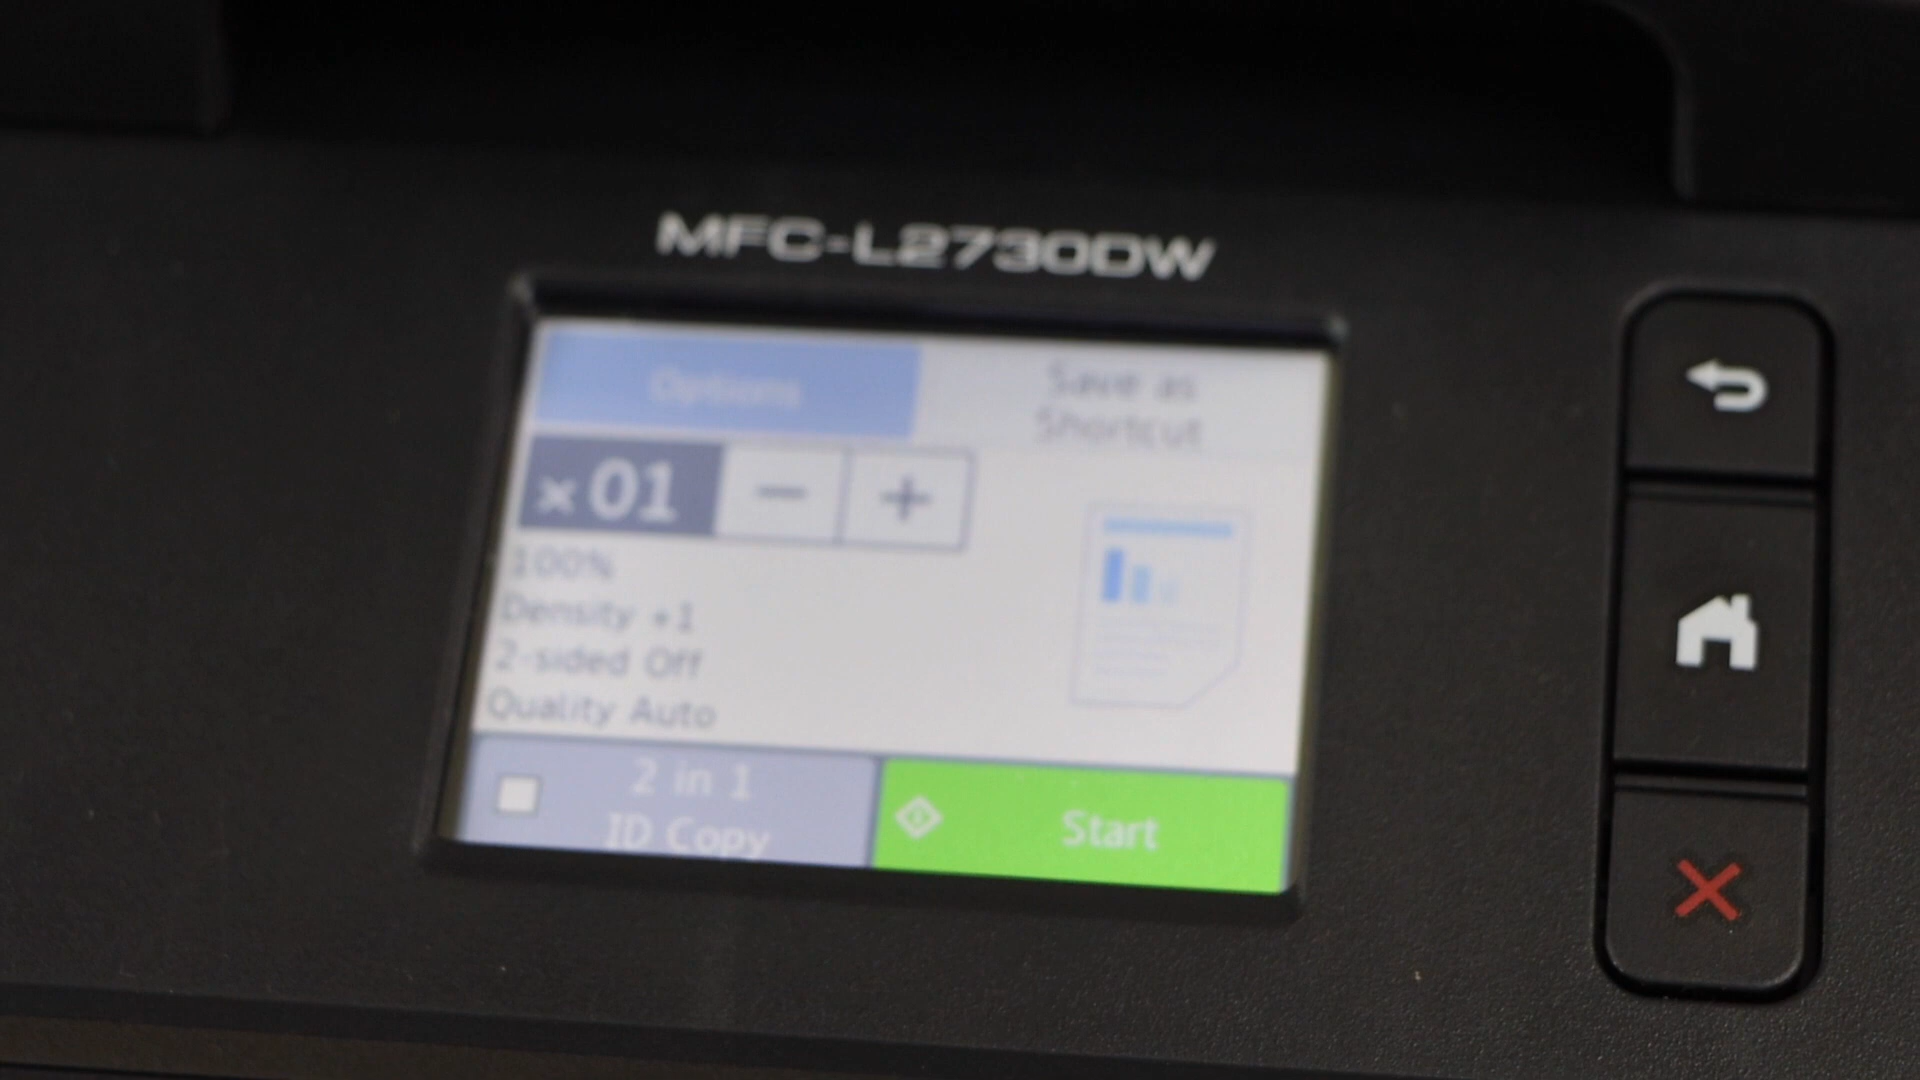 MFC-L2730DW
Options
Save as
Shortcut
x 01 − +
100%
Density +1
2-sided Off
Quality Auto
2 in 1
ID Copy
Start